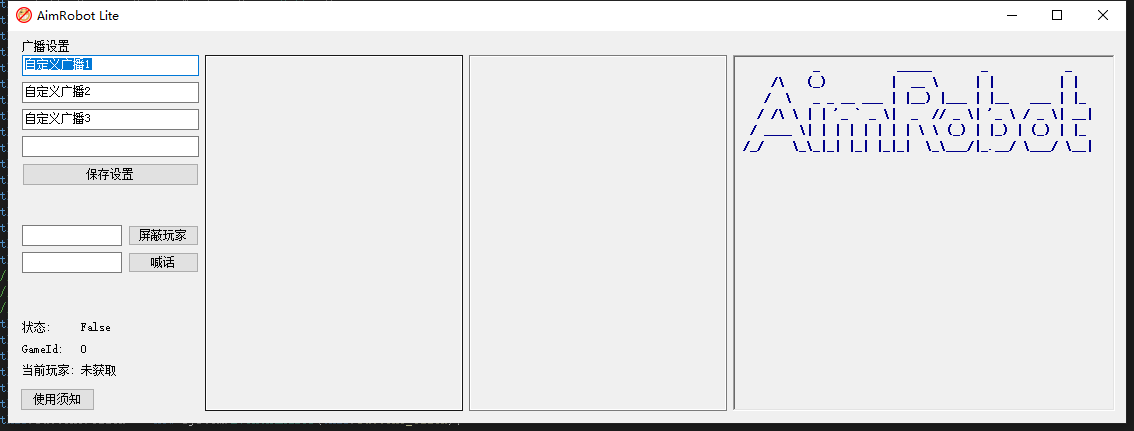 AimRobot Lite
广播设置
自定义广播1
自定义广播2
自定义广播3
保存设置
屏蔽玩家
喊话
状态: False
GameId: 0
当前玩家: 未获取
使用须知
AimRobot